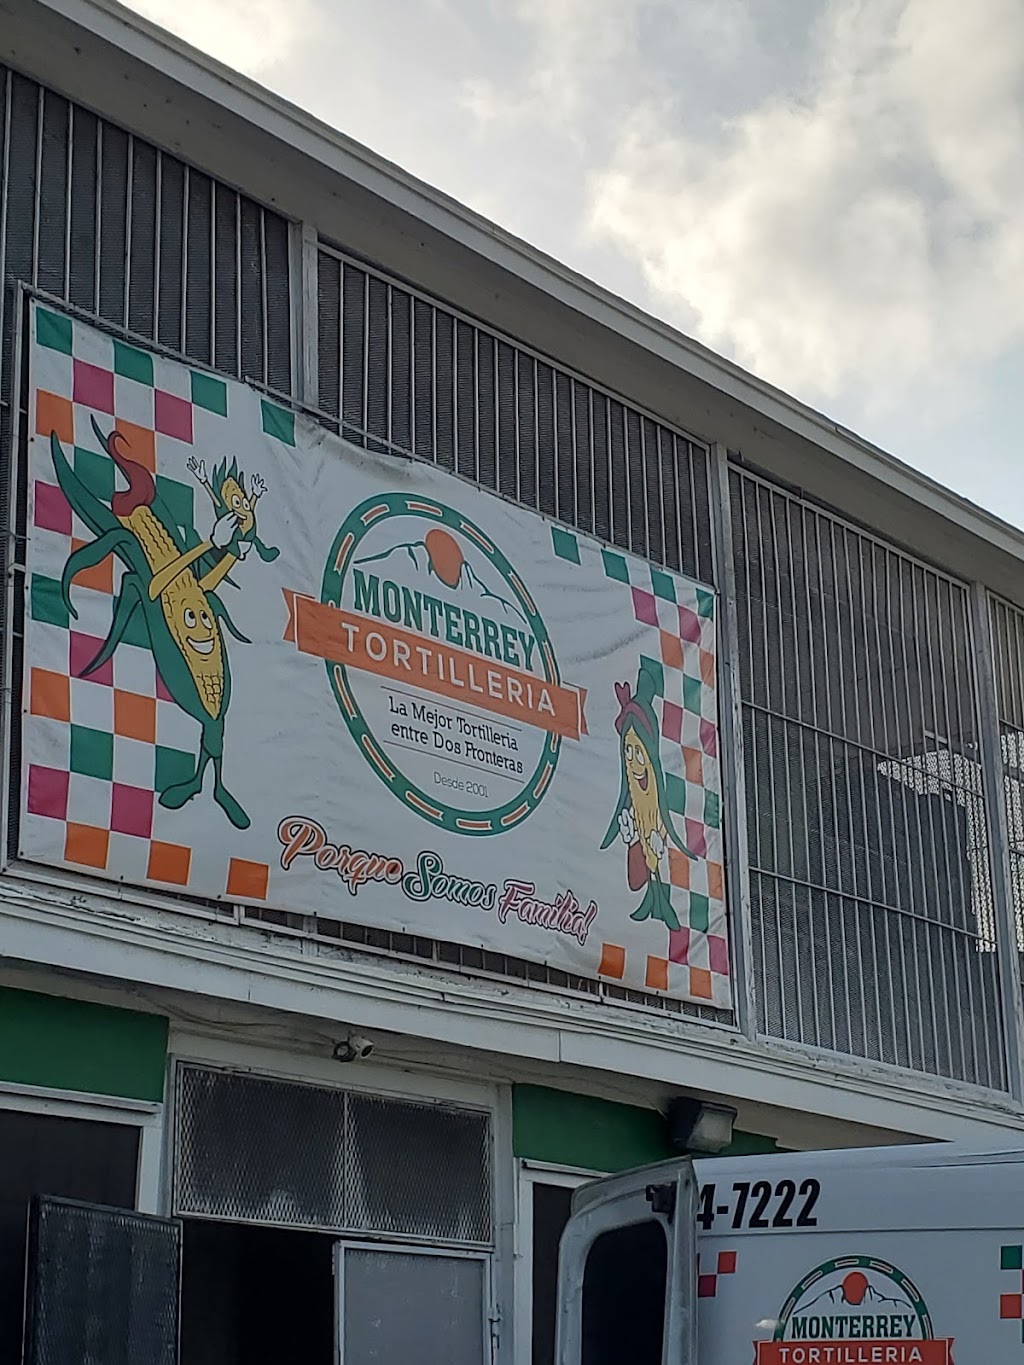 MONTERREY
TORTILLERIA
La Mejor Tortilleria
entre Dos Fronteras
Desde 2001
Porque Somos Familia!
4-7222
MONTERREY
TORTILLERIA